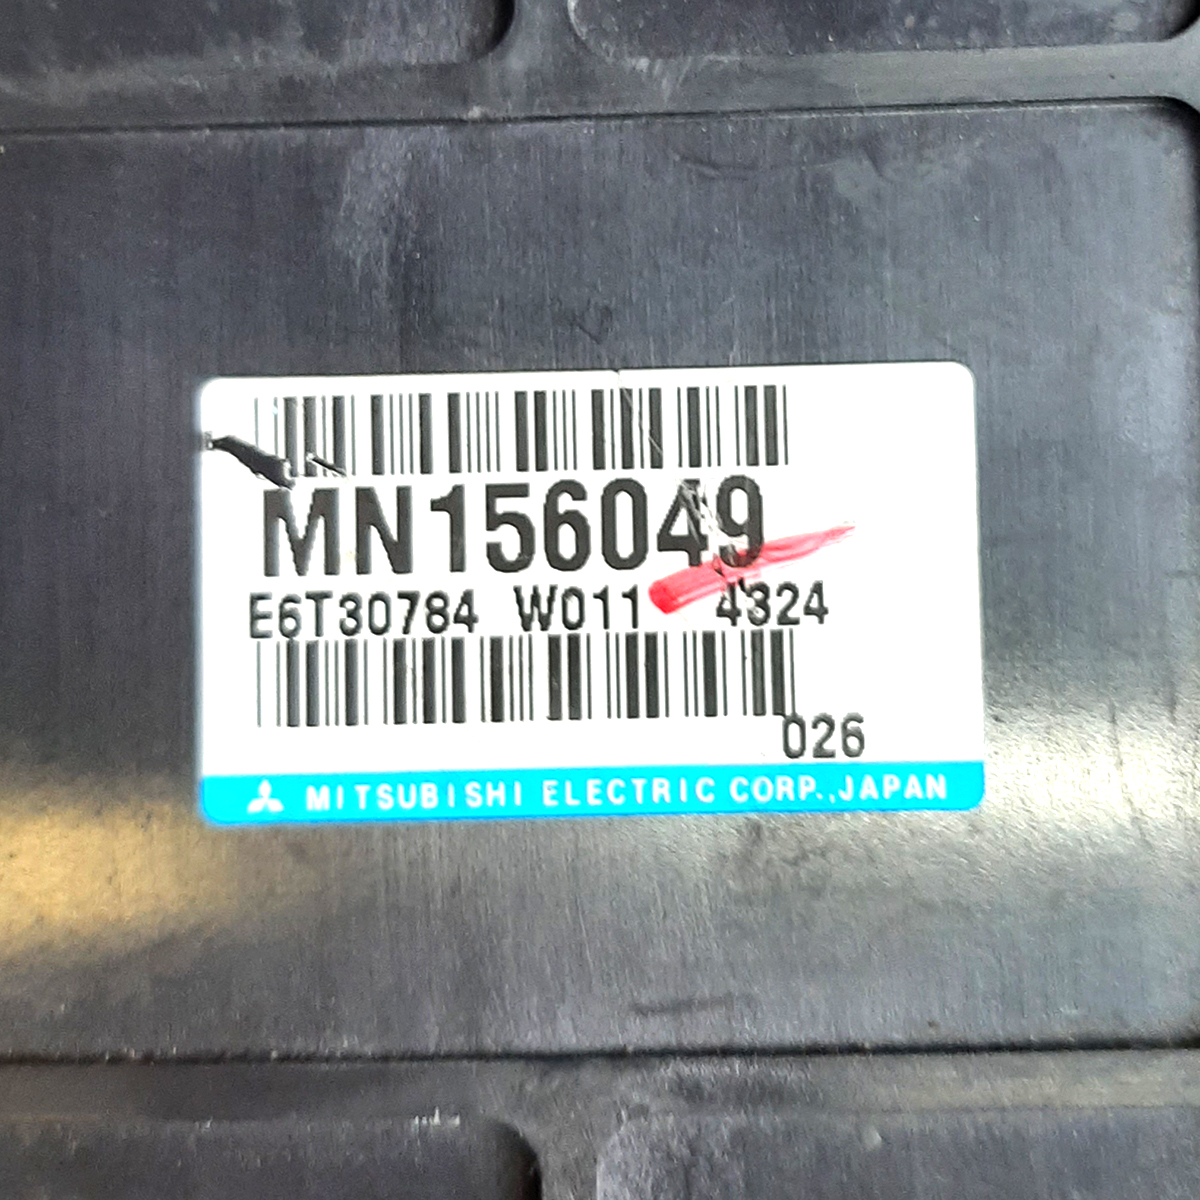 MN156049
E6T30784 W011 4324
026
MITSUBISHI ELECTRIC CORP.,JAPAN